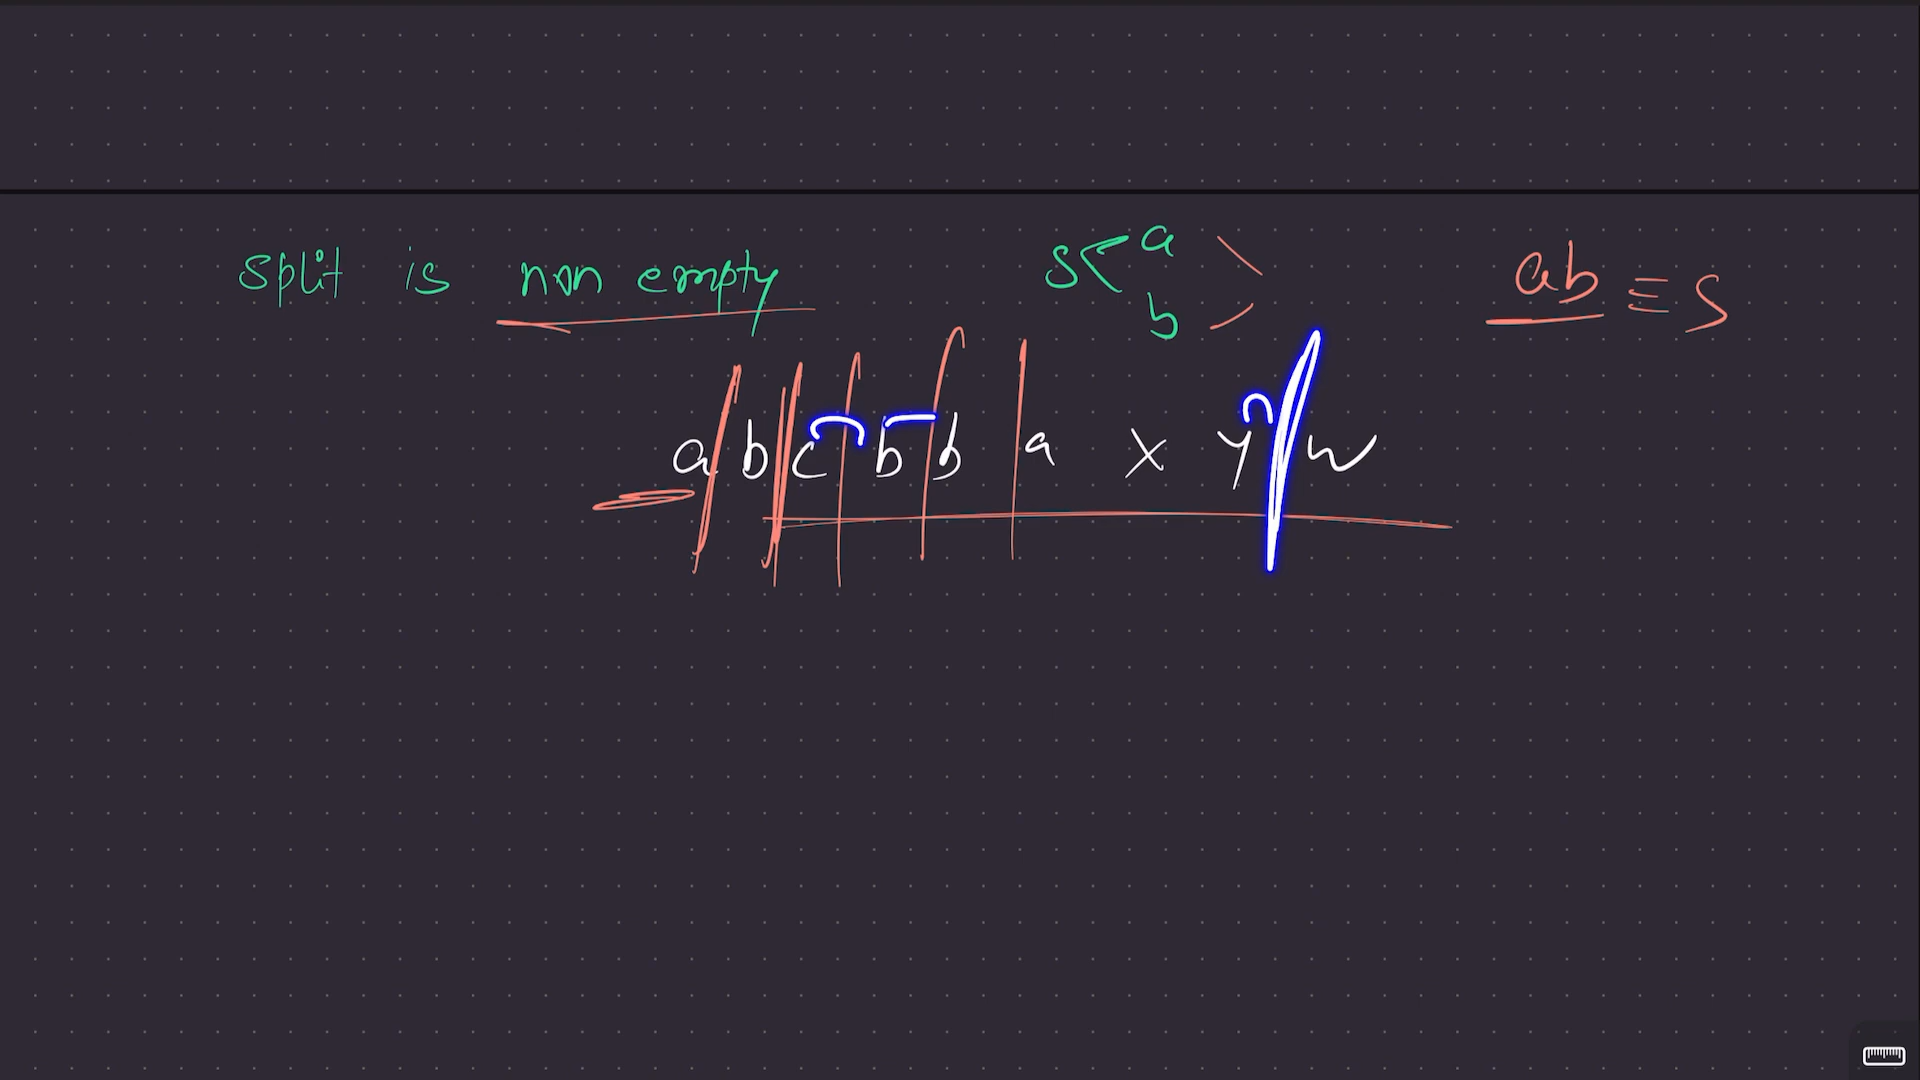 split is non empty s < a b ab ≡ S
a b c b b a x y w